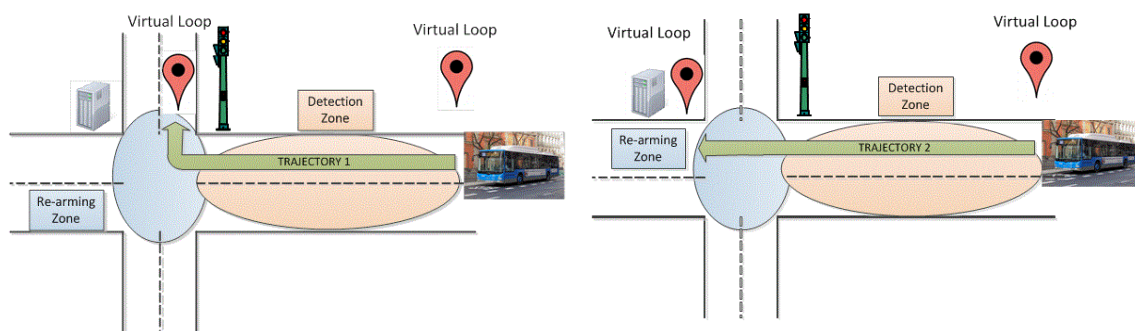 Virtual Loop
Virtual Loop
Detection
Zone
TRAJECTORY 1
Re-arming
Zone
Virtual Loop
Virtual Loop
Detection
Zone
Re-arming
Zone
TRAJECTORY 2